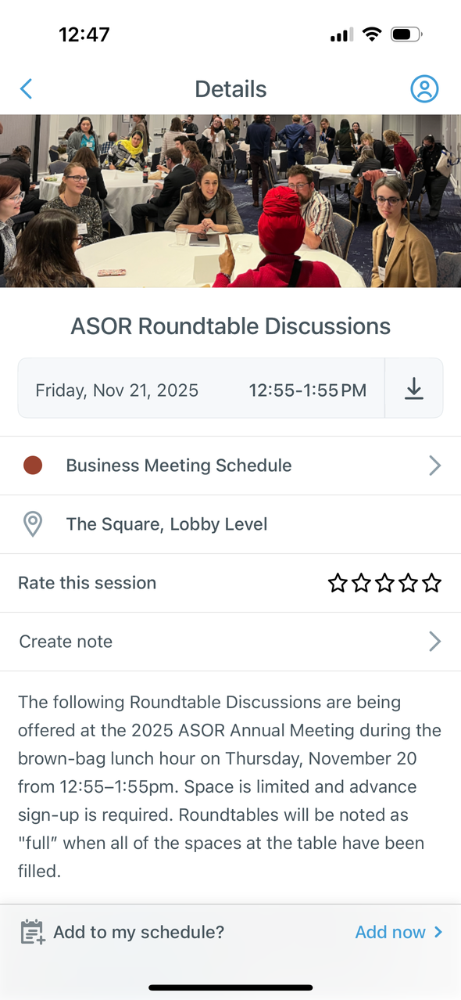 12:47
Details
ASOR Roundtable Discussions
Friday, Nov 21, 2025 12:55-1:55 PM
Business Meeting Schedule
The Square, Lobby Level
Rate this session
Create note
The following Roundtable Discussions are being
offered at the 2025 ASOR Annual Meeting during the
brown-bag lunch hour on Thursday, November 20
from 12:55–1:55pm. Space is limited and advance
sign-up is required. Roundtables will be noted as
"full” when all of the spaces at the table have been
filled.
Add to my schedule? Add now